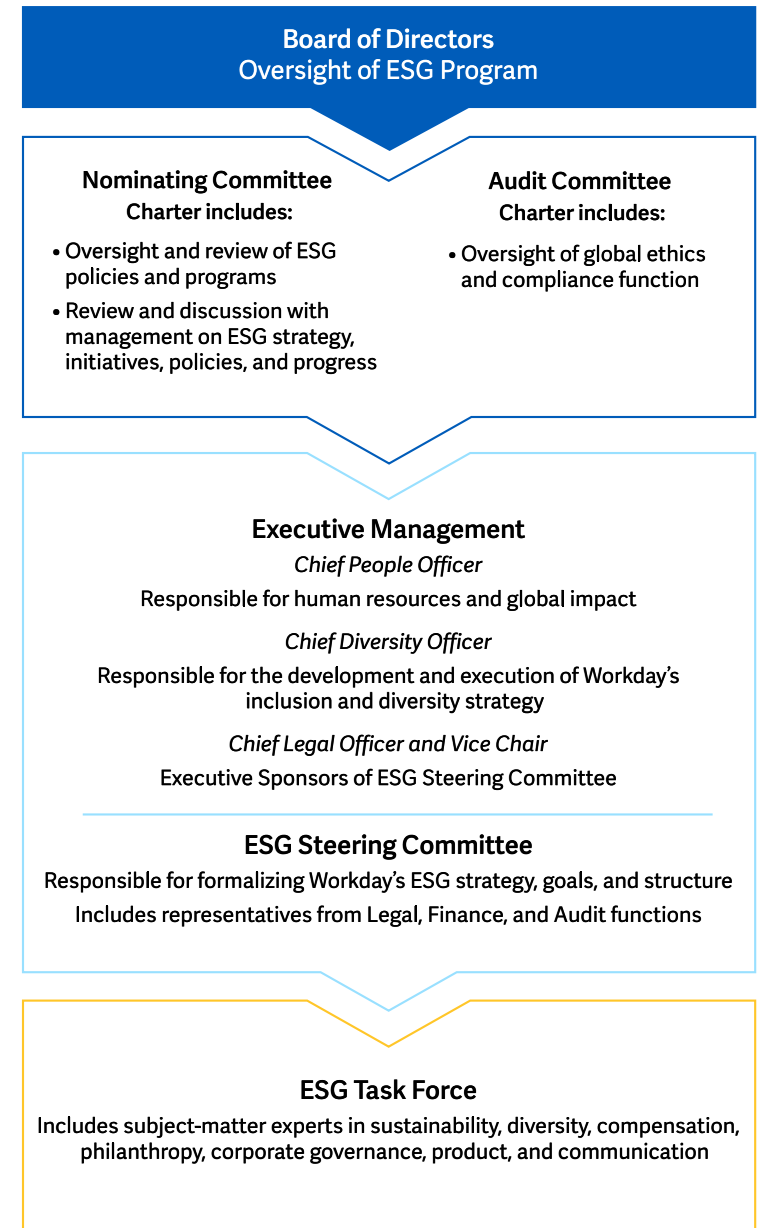 Board of Directors
Oversight of ESG Program
Nominating Committee
Charter includes:
• Oversight and review of ESG
policies and programs
• Review and discussion with
management on ESG strategy,
initiatives, policies, and progress
Audit Committee
Charter includes:
• Oversight of global ethics
and compliance function
Executive Management
Chief People Officer
Responsible for human resources and global impact
Chief Diversity Officer
Responsible for the development and execution of Workday’s
inclusion and diversity strategy
Chief Legal Officer and Vice Chair
Executive Sponsors of ESG Steering Committee
ESG Steering Committee
Responsible for formalizing Workday’s ESG strategy, goals, and structure
Includes representatives from Legal, Finance, and Audit functions
ESG Task Force
Includes subject-matter experts in sustainability, diversity, compensation,
philanthropy, corporate governance, product, and communication